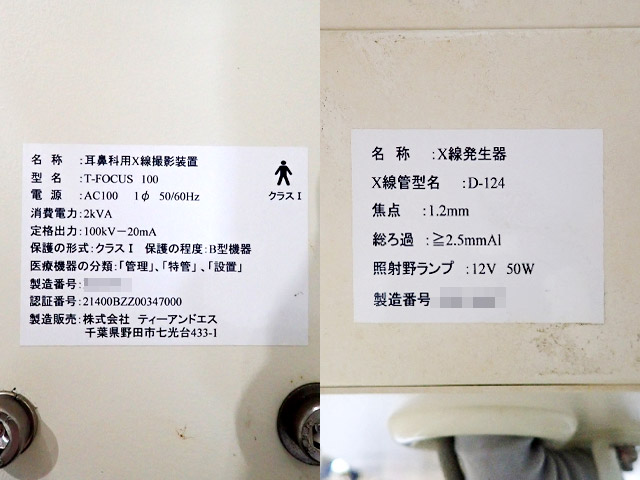 名 称 :耳鼻科用X線撮影装置
型 名 :T-FOCUS 100
電 源 :AC100 1φ 50/60Hz
消費電力:2kVA
定格出力:100kV-20mA
保護の形式:クラスⅠ 保護の程度:B型機器
医療機器の分類:「管理」、「特管」、「設置」
製造番号:
認証番号:21400BZZ00347000
製造販売:株式会社 ティーアンドエス
千葉県野田市七光台433-1
クラスⅠ
名 称 :X線発生器
X線管型名 :D-124
焦点 :1.2mm
総ろ過 :≧2.5mmAl
照射野ランプ :12V 50W
製造番号